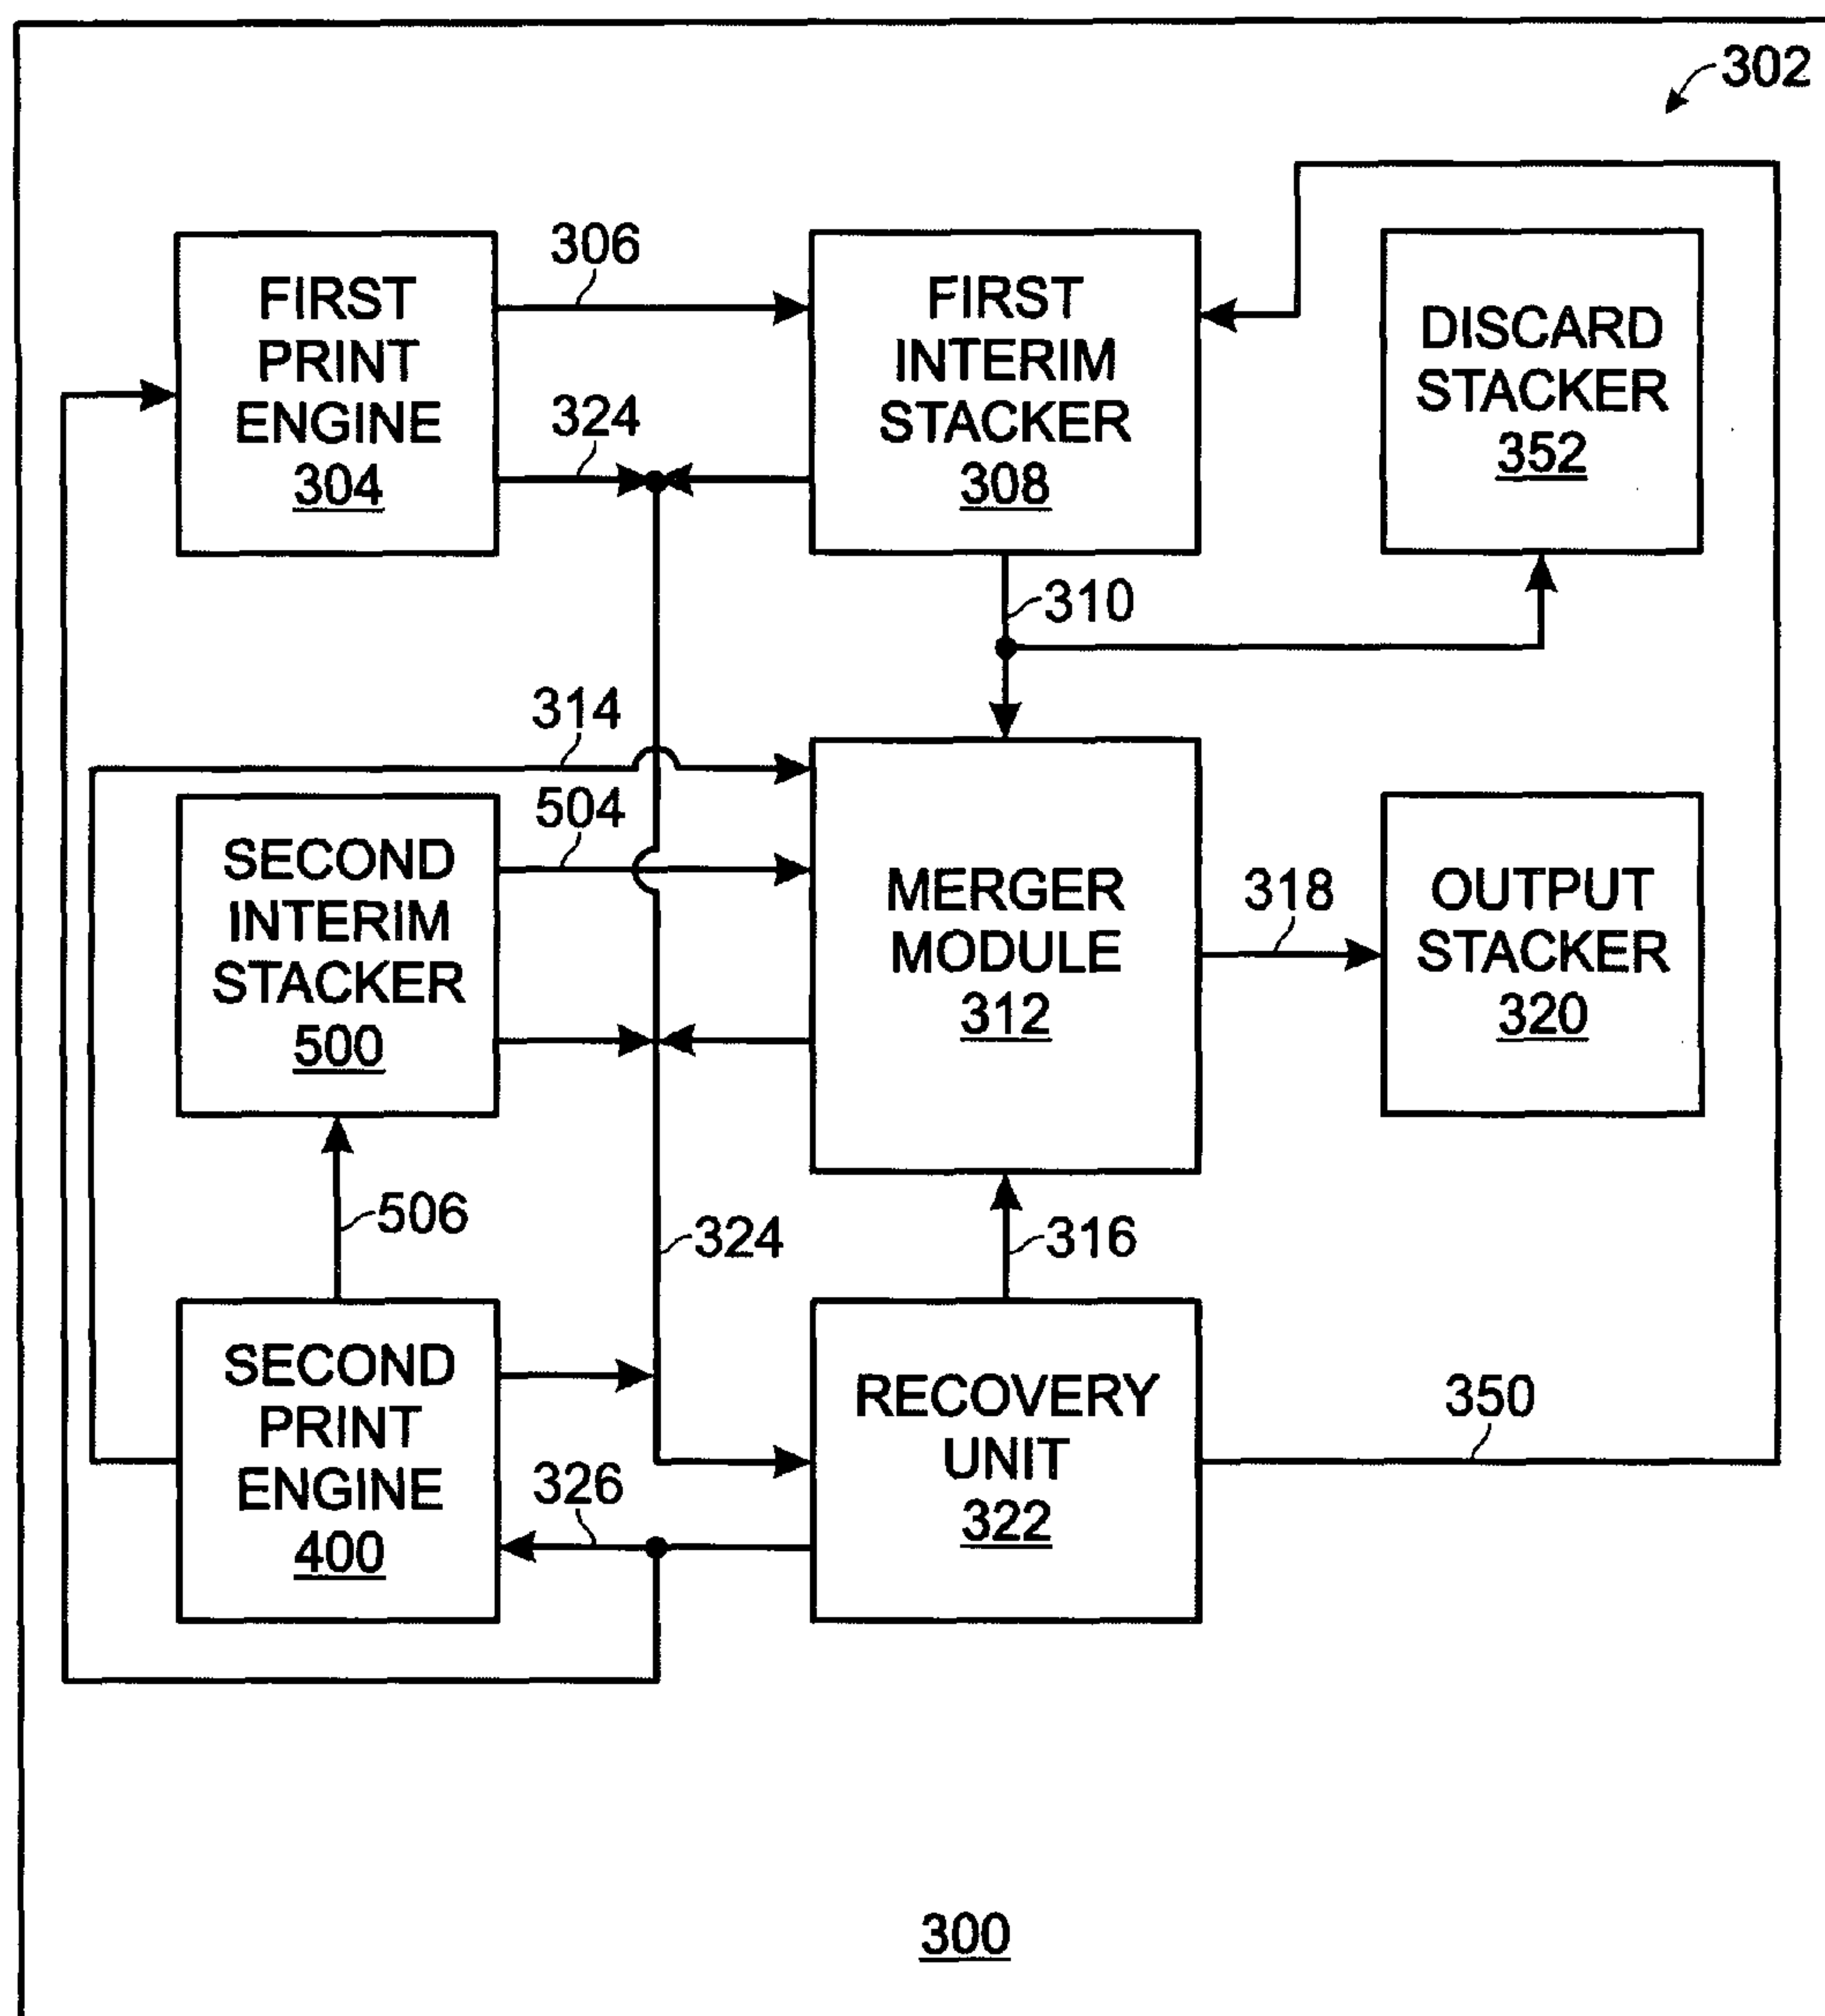 302
FIRST
PRINT
ENGINE
304
306
324
FIRST
INTERIM
STACKER
308
DISCARD
STACKER
352
310
314
504
SECOND
INTERIM
STACKER
500
MERGER
MODULE
312
318
OUTPUT
STACKER
320
506
324
316
SECOND
PRINT
ENGINE
400
326
RECOVERY
UNIT
322
350
300